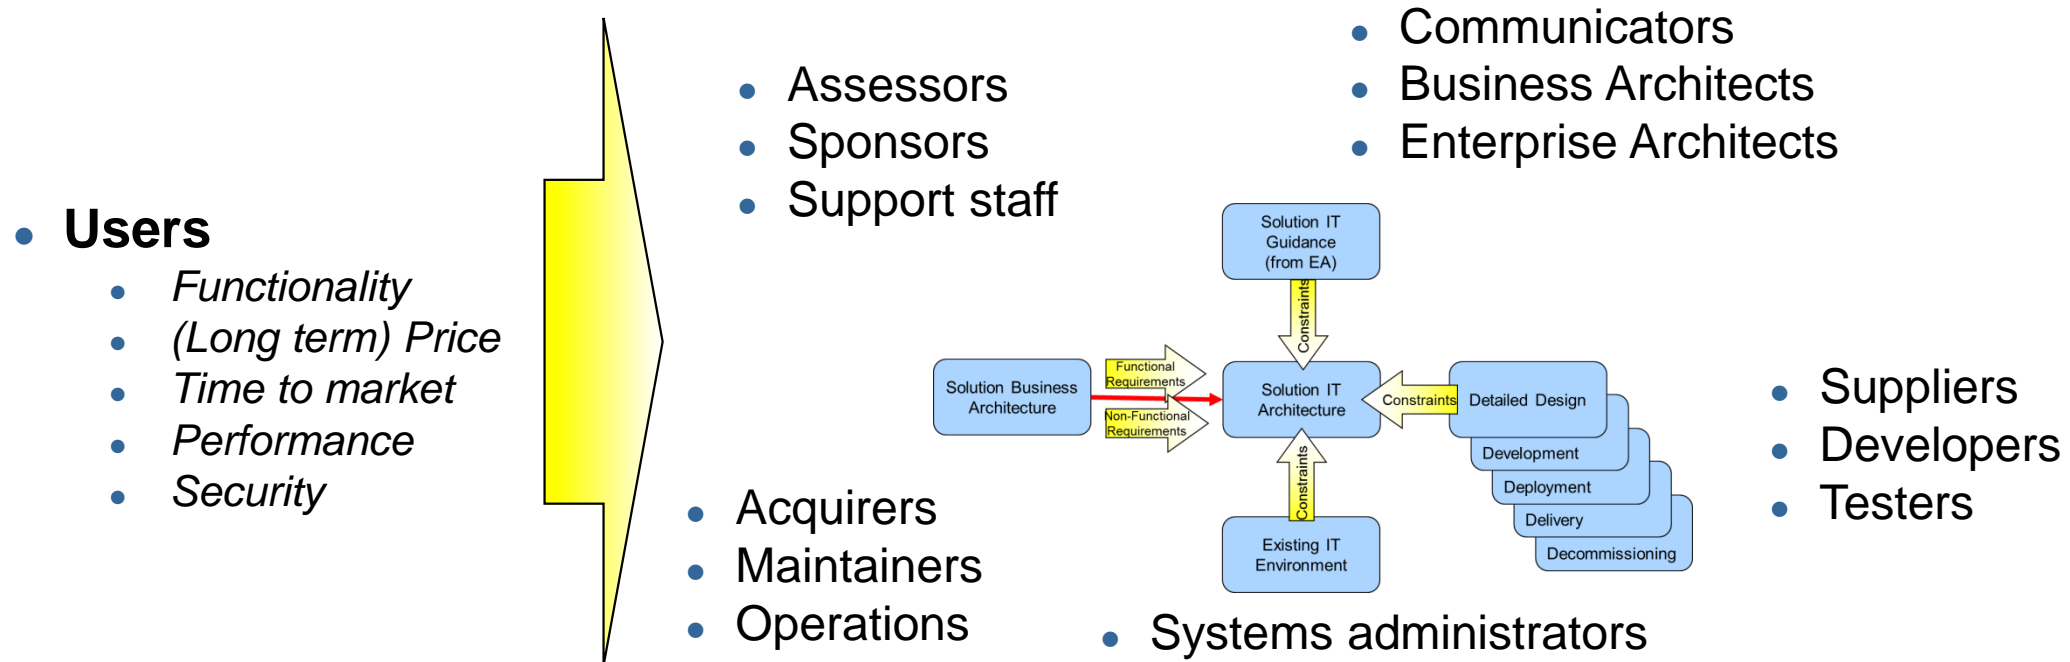 Users
Functionality
(Long term) Price
Time to market
Performance
Security
Assessors
Sponsors
Support staff
Communicators
Business Architects
Enterprise Architects
Solution IT
Guidance
(from EA)
Constraints
Solution Business
Architecture
Functional
Requirements
Non-Functional
Requirements
Solution IT
Architecture
Constraints
Detailed Design
Development
Deployment
Delivery
Decommissioning
Constraints
Existing IT
Environment
Suppliers
Developers
Testers
Acquirers
Maintainers
Operations
Systems administrators